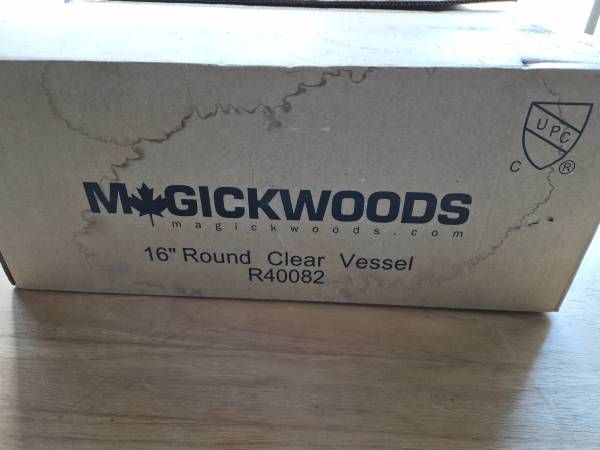 UPC
C ®
MAGICKWOODS
magickwoods.com
16" Round Clear Vessel
R40082